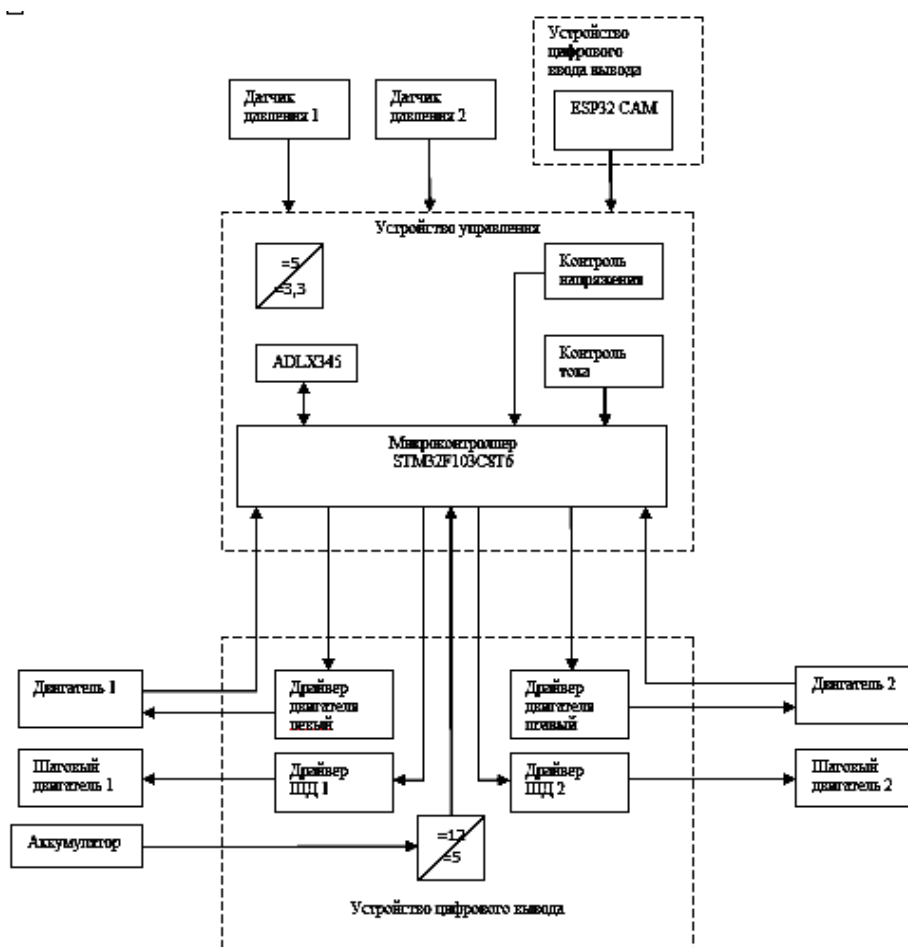 Устройство
цифрового
ввода вывода
ESP32 CAM
Датчик
давления 1
Датчик
давления 2
Устройство управления
=5
=3,3
Контроль
напряжения
ADLX345
Контроль
тока
Микроконтроллер
STM32F103C8T6
Двигатель 1
Драйвер
двигателя
левый
Драйвер
двигателя
правый
Двигатель 2
Шаговый
двигатель 1
Драйвер
ШД 1
Драйвер
ШД 2
Шаговый
двигатель 2
Аккумулятор
=12
=5
Устройство цифрового вывода